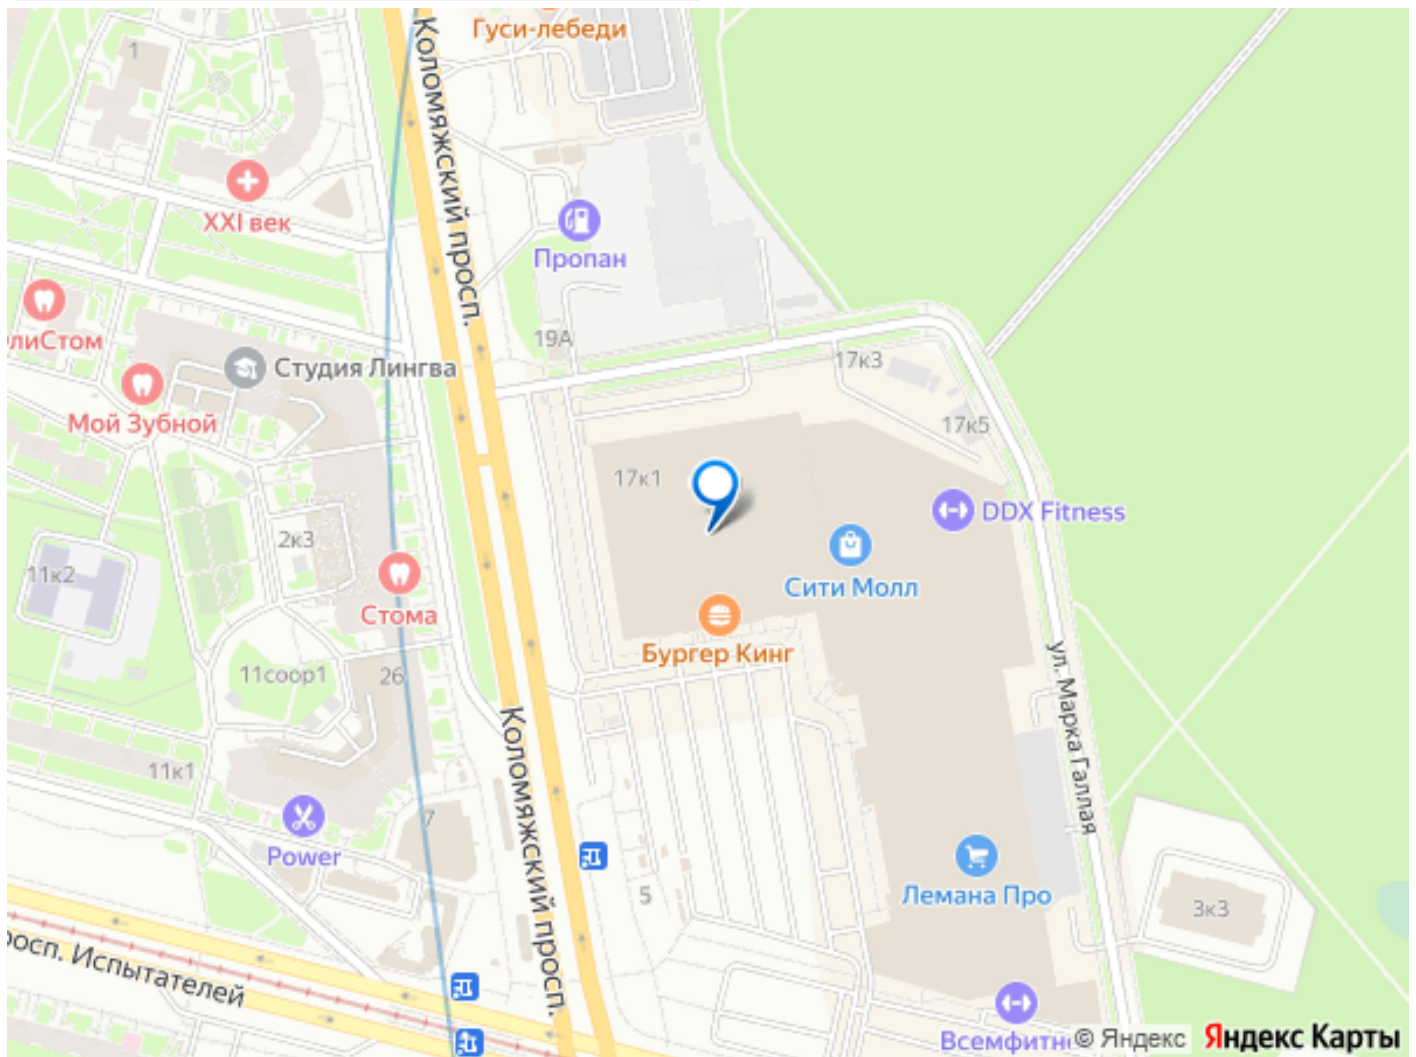 Гуси-лебеди
1
Коломяжский просп.
XXI век
Пропан
19А
лиСтом
Студия Лингва
17к3
Мой Зубной
17к5
17к1
DDX Fitness
2к3
11к2
Сити Молл
Стома
Бургер Кинг
11соор1
26
ул. Марка Галлая
Коломяжский просп.
11к1
7
Power
5
Лемана Про
3к3
росп. Испытателей
Всемфитн
© Яндекс
Яндекс Карты